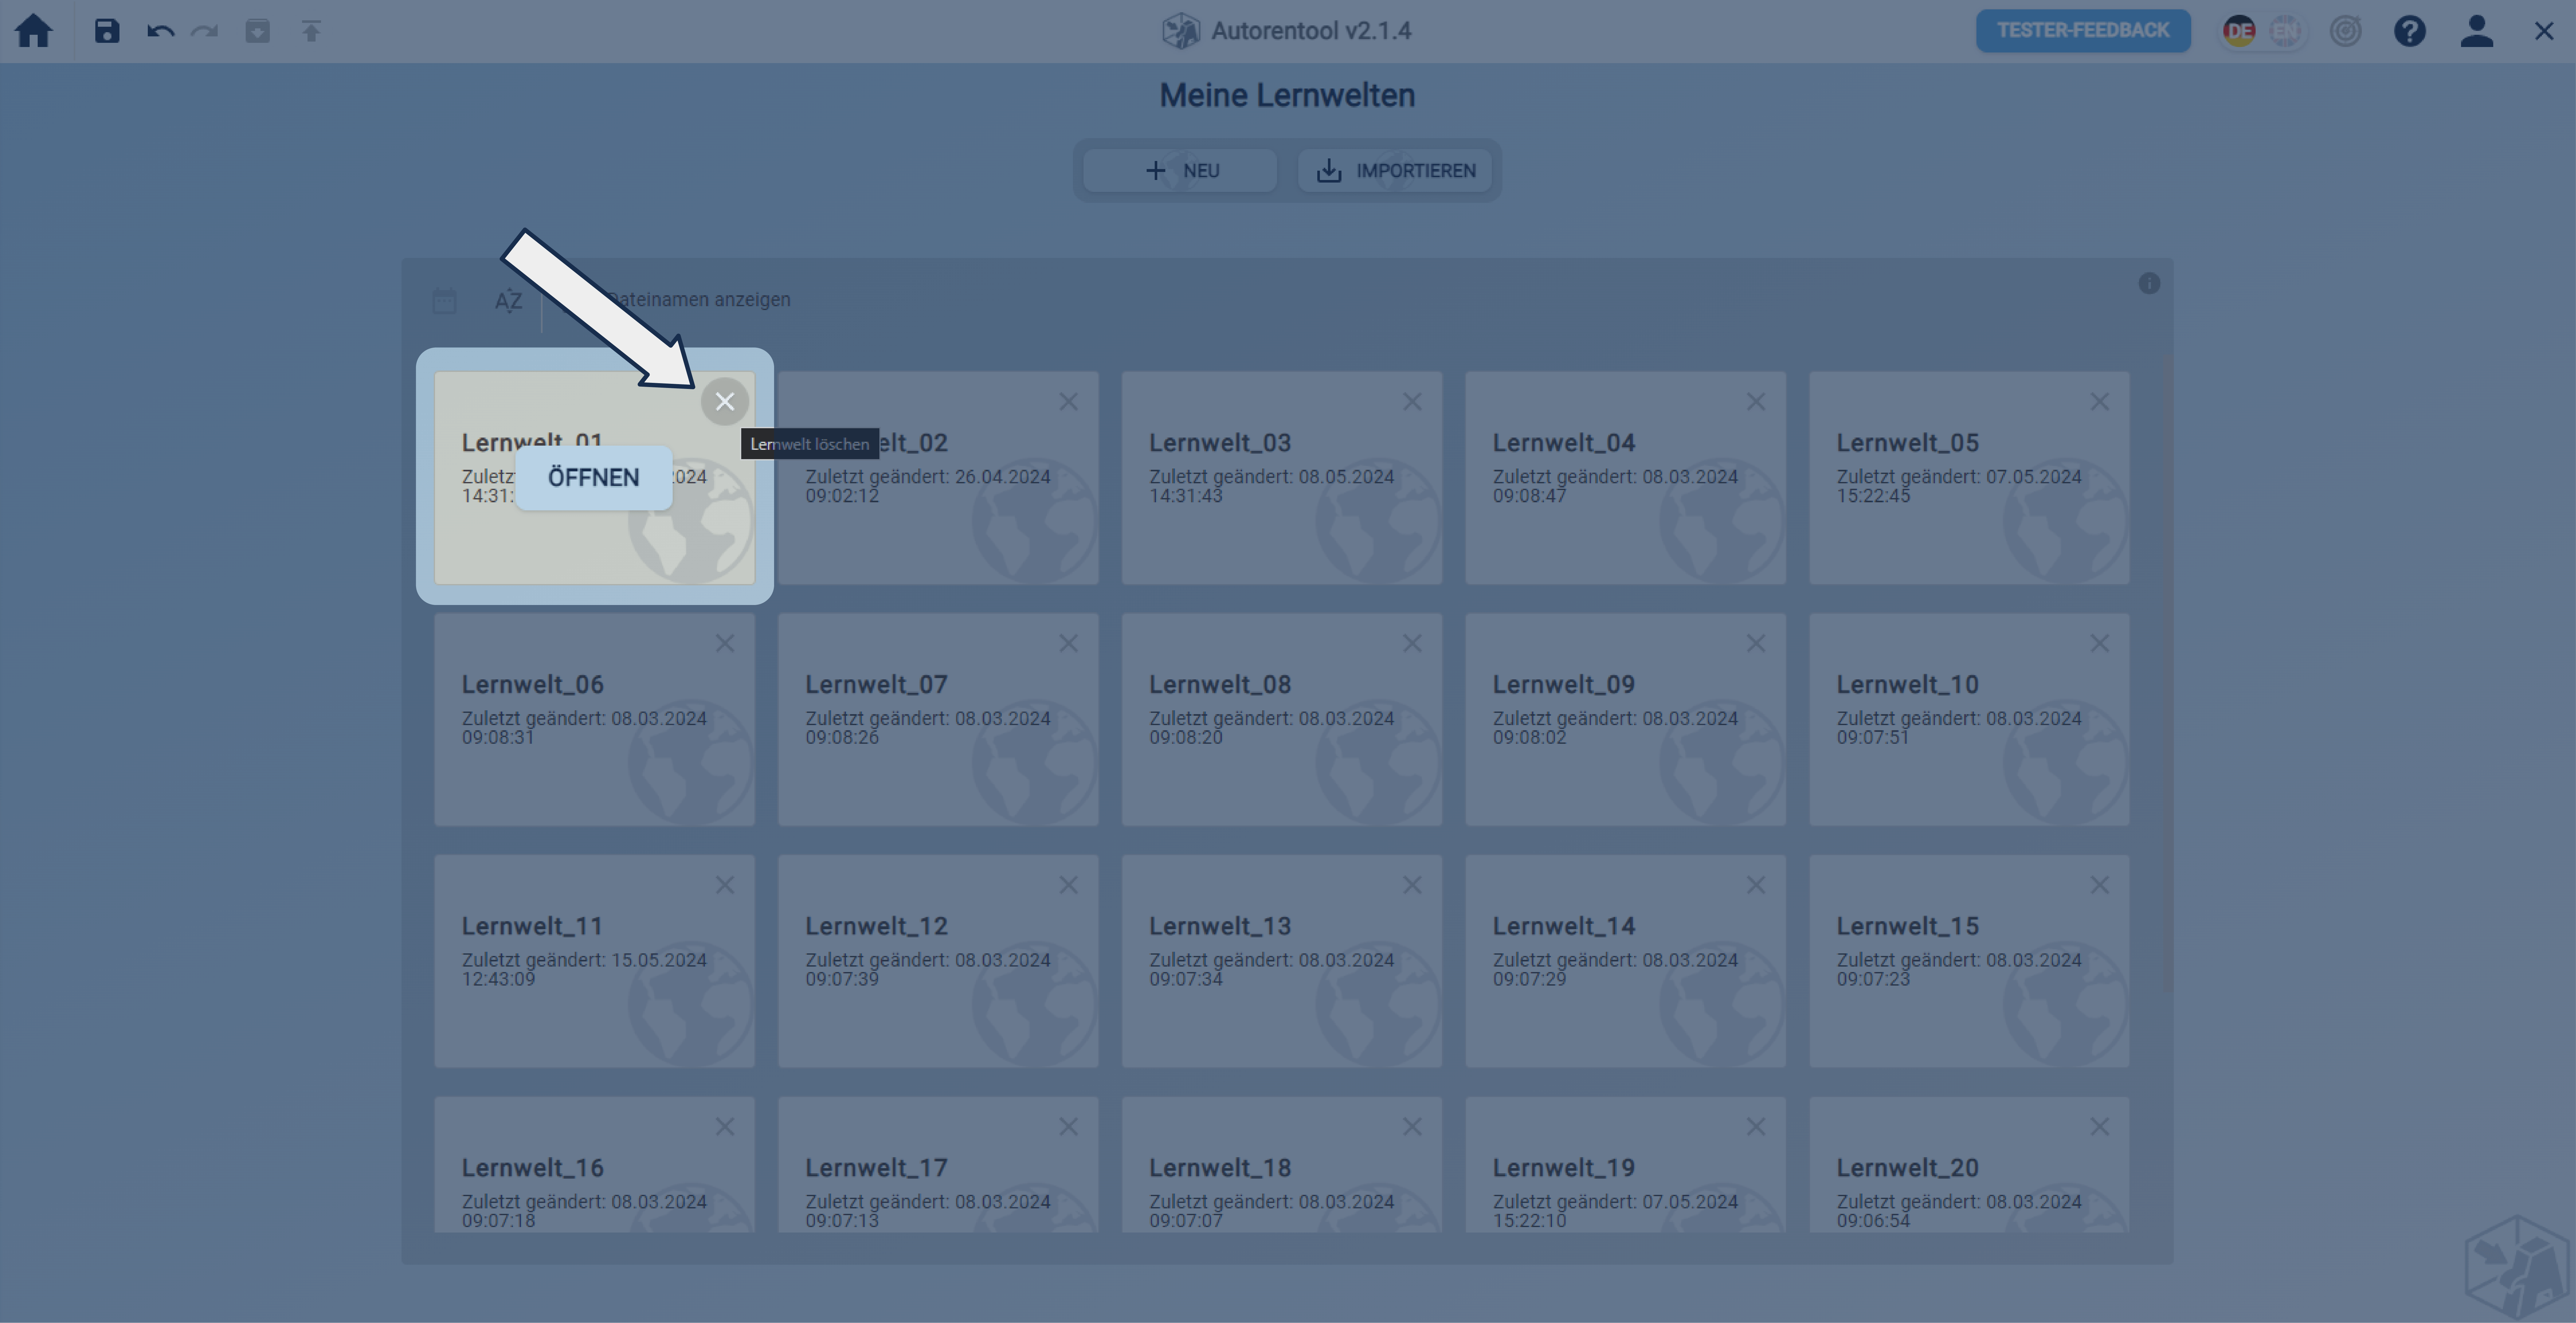 Autorentool v2.1.4
TESTER-FEEDBACK
DE
EN
Meine Lernwelten
NEU
IMPORTIEREN
AZ
Dateinamen anzeigen
Lernwelt_01
2024
14:31:
ÖFFNEN
Lernwelt löschen
elt_02
Zuletzt geändert: 26.04.2024
09:02:12
Lernwelt_03
Zuletzt geändert: 08.05.2024
14:31:43
Lernwelt_04
Zuletzt geändert: 08.03.2024
09:08:47
Lernwelt_05
Zuletzt geändert: 07.05.2024
15:22:45
Lernwelt_06
Zuletzt geändert: 08.03.2024
09:08:31
Lernwelt_07
Zuletzt geändert: 08.03.2024
09:08:26
Lernwelt_08
Zuletzt geändert: 08.03.2024
09:08:20
Lernwelt_09
Zuletzt geändert: 08.03.2024
09:08:02
Lernwelt_10
Zuletzt geändert: 08.03.2024
09:07:51
Lernwelt_11
Zuletzt geändert: 15.05.2024
12:43:09
Lernwelt_12
Zuletzt geändert: 08.03.2024
09:07:39
Lernwelt_13
Zuletzt geändert: 08.03.2024
09:07:34
Lernwelt_14
Zuletzt geändert: 08.03.2024
09:07:29
Lernwelt_15
Zuletzt geändert: 08.03.2024
09:07:23
Lernwelt_16
Zuletzt geändert: 08.03.2024
09:07:18
Lernwelt_17
Zuletzt geändert: 08.03.2024
09:07:13
Lernwelt_18
Zuletzt geändert: 08.03.2024
09:07:07
Lernwelt_19
Zuletzt geändert: 07.05.2024
15:22:10
Lernwelt_20
Zuletzt geändert: 08.03.2024
09:06:54